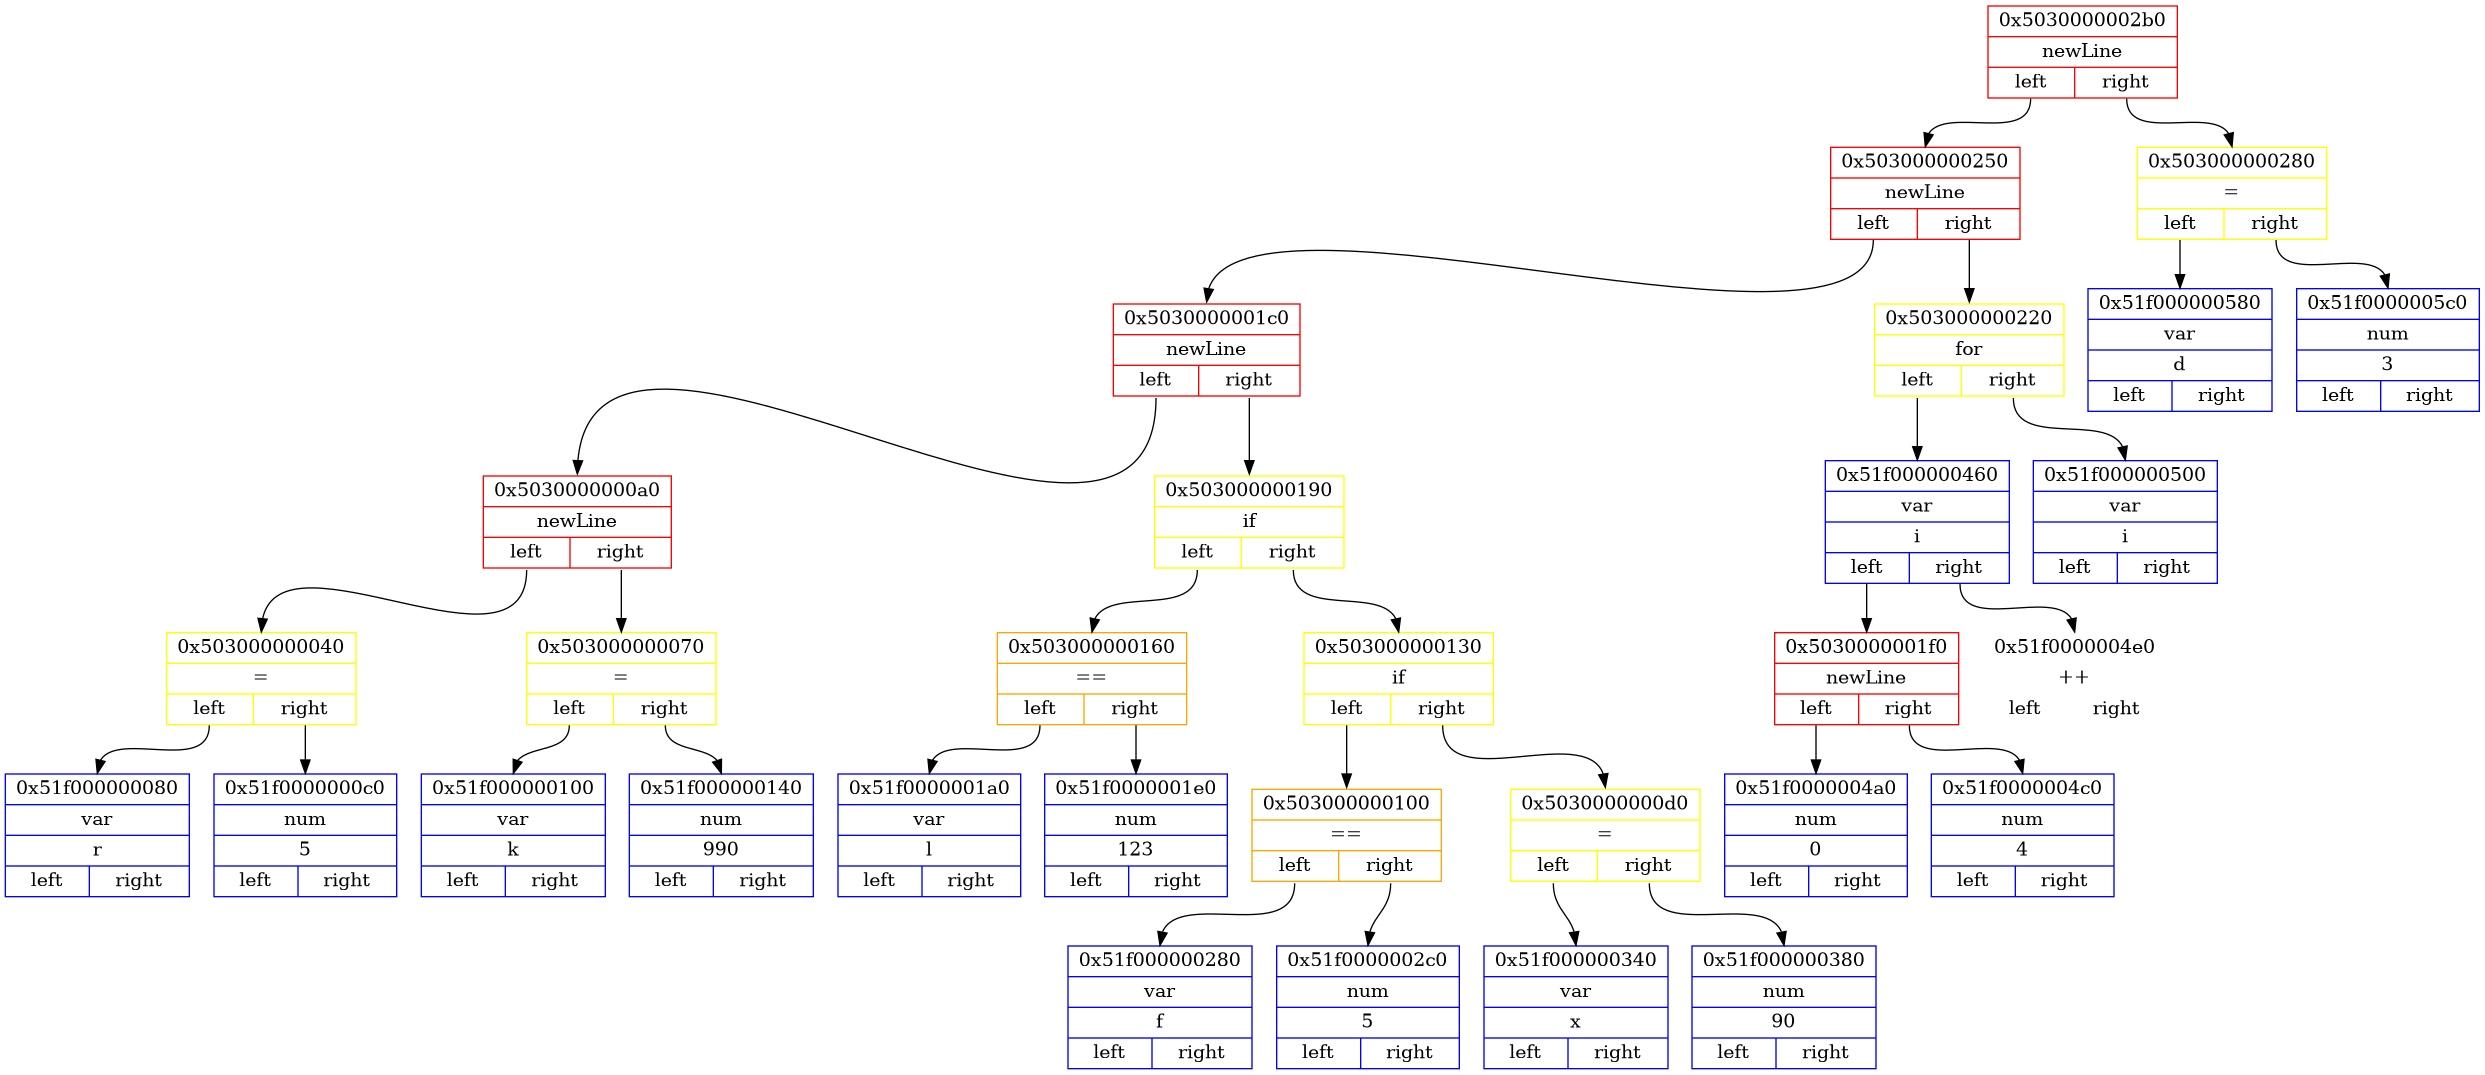 0x5030000002b0
newLine
left right
0x503000000250
newLine
left right
0x503000000280
=
left right
0x51f000000580
var
d
left right
0x51f0000005c0
num
3
left right
0x5030000001c0
newLine
left right
0x503000000220
for
left right
0x5030000000a0
newLine
left right
0x503000000190
if
left right
0x51f000000460
var
i
left right
0x51f000000500
var
i
left right
0x503000000040
=
left right
0x503000000070
=
left right
0x503000000160
==
left right
0x503000000130
if
left right
0x5030000001f0
newLine
left right
0x51f0000004e0
++
left right
0x51f000000080
var
r
left right
0x51f0000000c0
num
5
left right
0x51f000000100
var
k
left right
0x51f000000140
num
990
left right
0x51f0000001a0
var
l
left right
0x51f0000001e0
num
123
left right
0x503000000100
==
left right
0x5030000000d0
=
left right
0x51f0000004a0
num
0
left right
0x51f0000004c0
num
4
left right
0x51f000000280
var
f
left right
0x51f0000002c0
num
5
left right
0x51f000000340
var
x
left right
0x51f000000380
num
90
left right